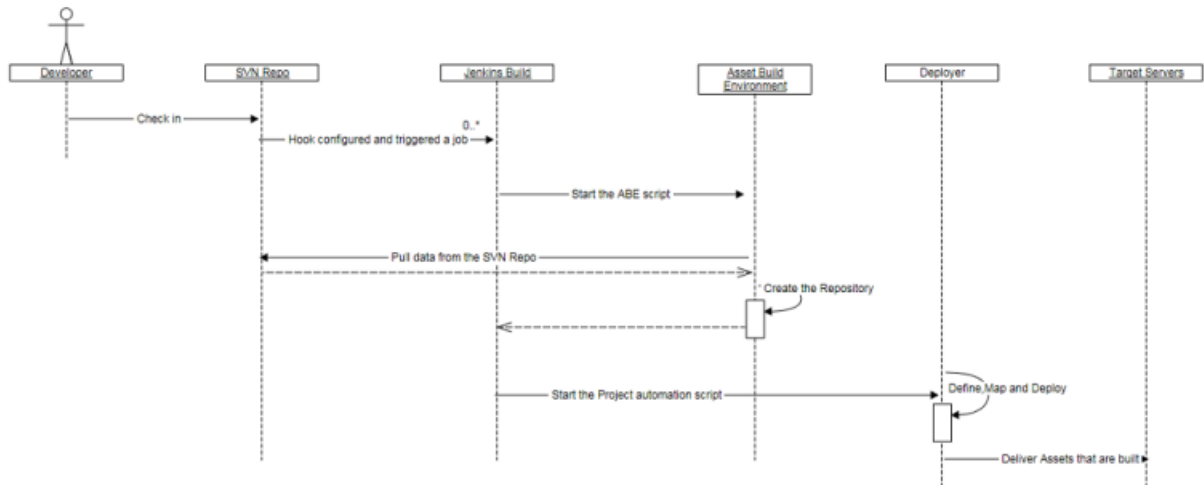 Developer
SVN Repo
Jenkins Build
Asset Build
Environment
Deployer
Target Servers
Check in
0..*
Hook configured and triggered a job
Start the ABE script
Pull data from the SVN Repo
Create the Repository
Define,Map and Deploy
Start the Project automation script
Deliver Assets that are built